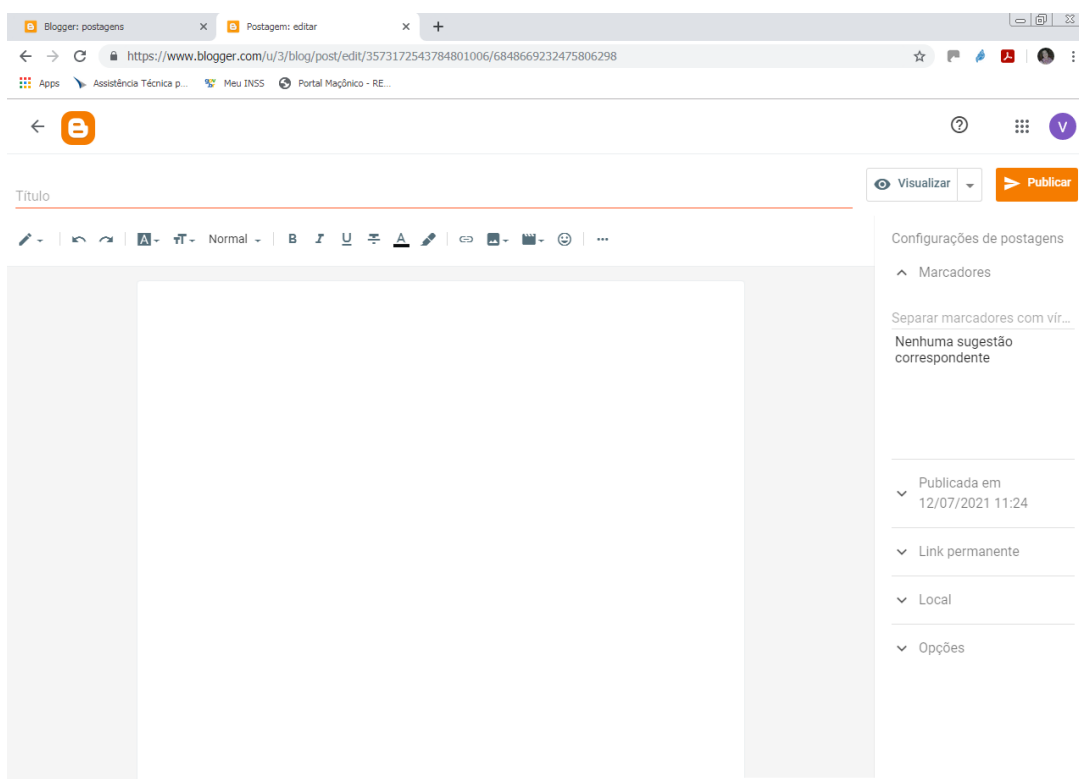 Blogger: postagens
Postagem: editar
https://www.blogger.com/u/3/blog/post/edit/3573172543784801006/6848669232475806298
Apps
Assistência Técnica p...
Meu INSS
Portal Maçônico - RE...
V
Título
Visualizar
Publicar
Normal
B I U A
Configurações de postagens
Marcadores
Separar marcadores com vír...
Nenhuma sugestão
correspondente
Publicada em
12/07/2021 11:24
Link permanente
Local
Opções